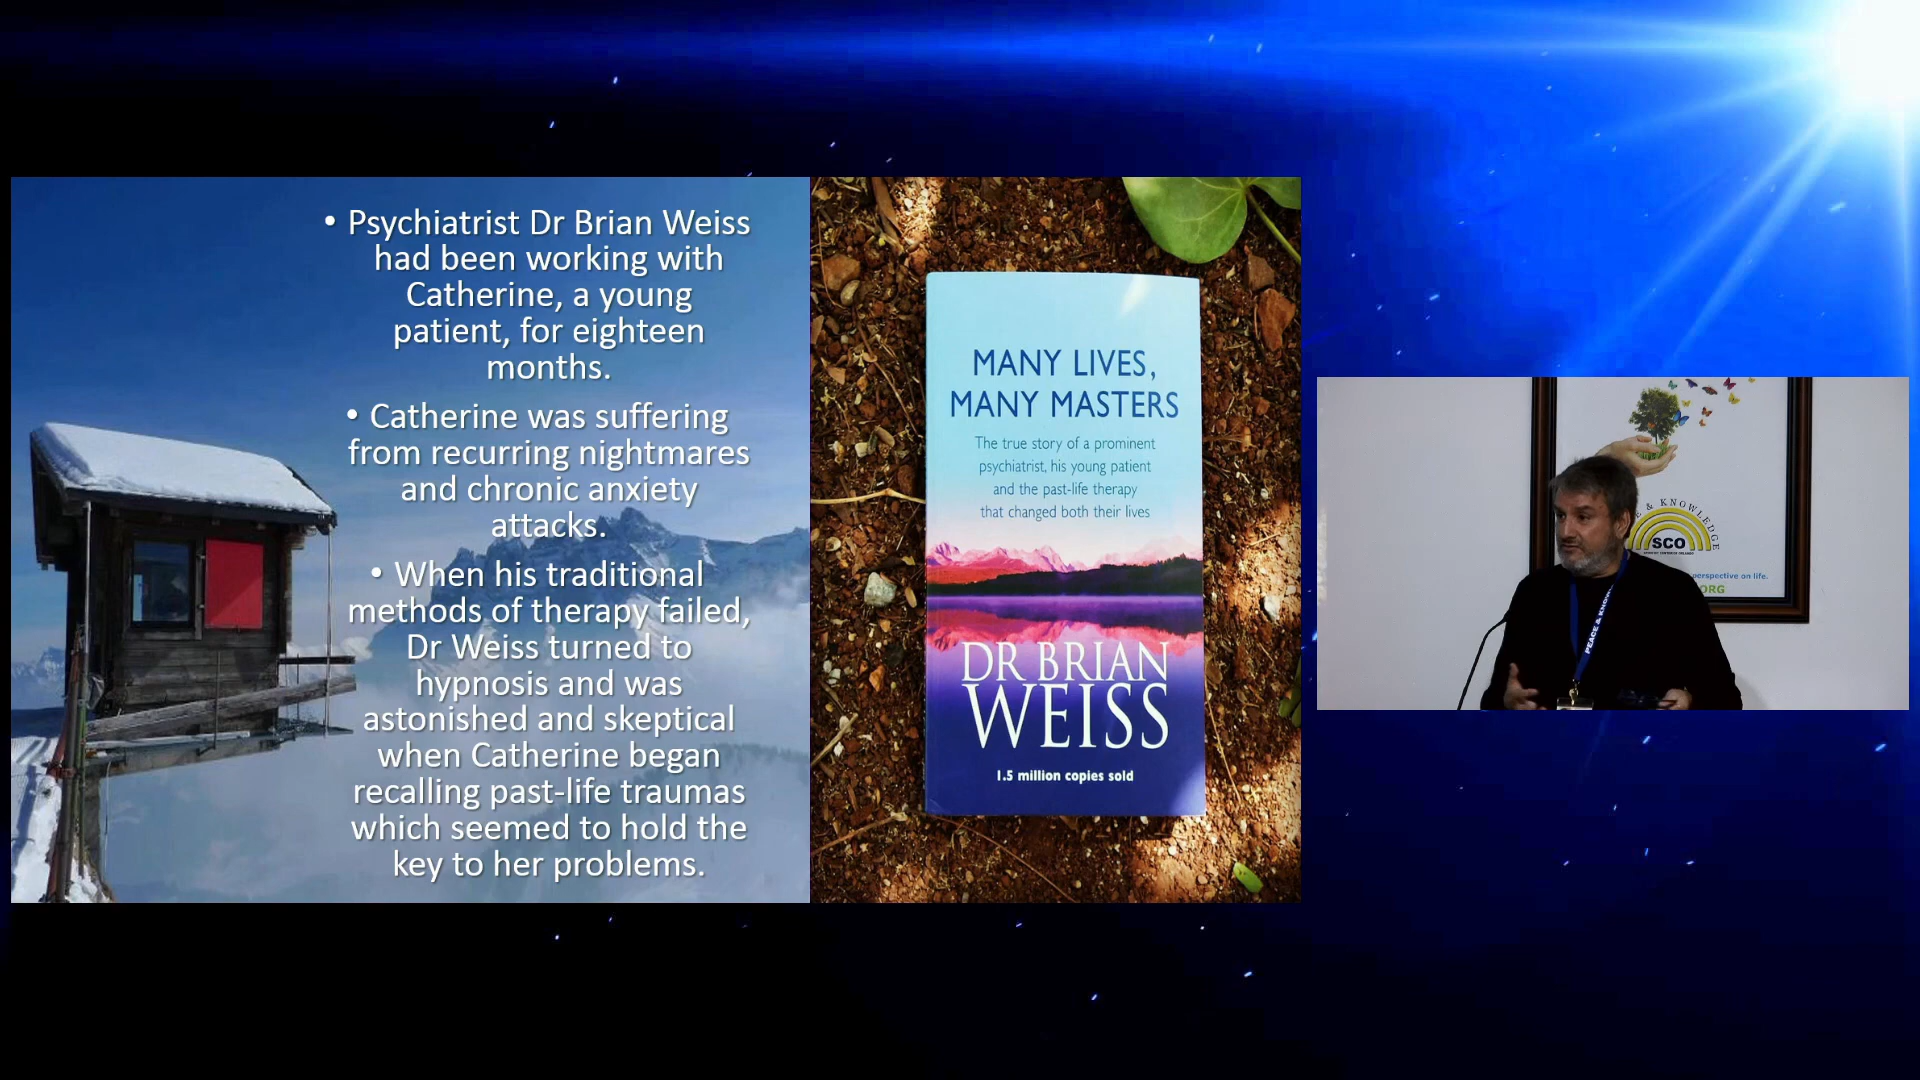 • Psychiatrist Dr Brian Weiss
had been working with
Catherine, a young
patient, for eighteen
months.
• Catherine was suffering
from recurring nightmares
and chronic anxiety
attacks.
• When his traditional
methods of therapy failed,
Dr Weiss turned to
hypnosis and was
astonished and skeptical
when Catherine began
recalling past-life traumas
which seemed to hold the
key to her problems.
MANY LIVES,
MANY MASTERS
The true story of a prominent
psychiatrist, his young patient
and the past-life therapy
that changed both their lives
DR BRIAN
WEISS
1.5 million copies sold
& KNOWLEDGE
SCO
perspective on life.
ORG
PEACE & KNOW